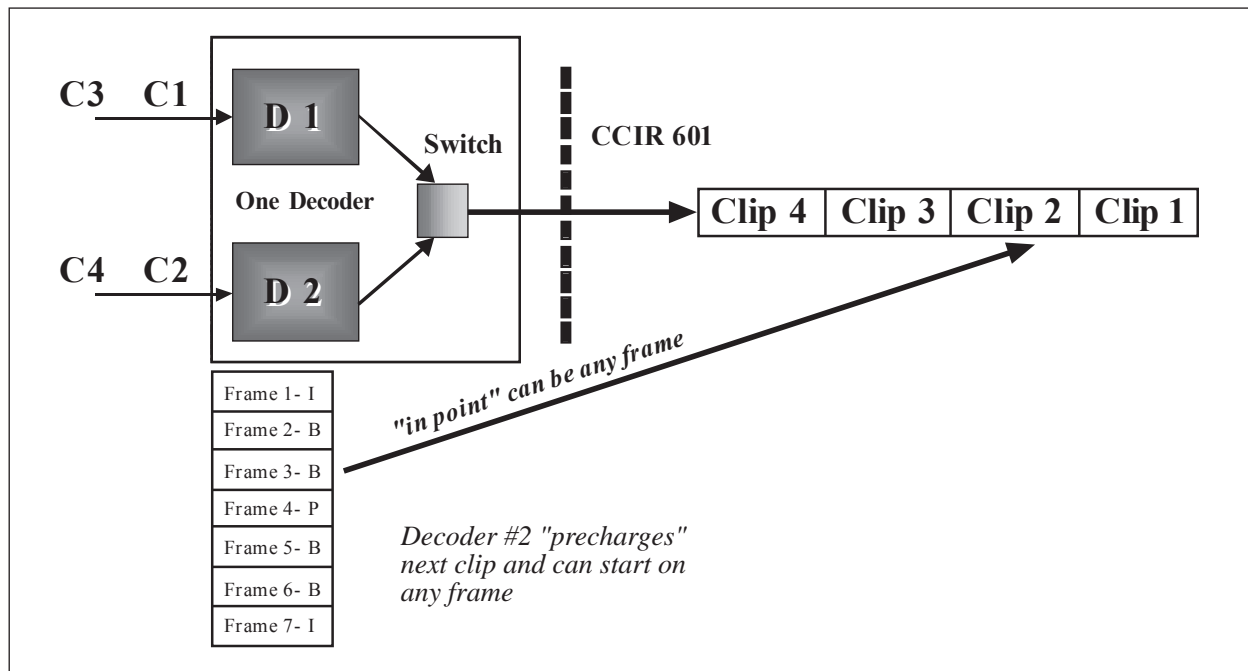 C3 C1
D 1
Switch
CCIR 601
One Decoder
Clip 4 Clip 3 Clip 2 Clip 1
C4 C2
D 2
"in point" can be any frame
Frame 1- I
Frame 2- B
Frame 3- B
Frame 4- P
Frame 5- B
Frame 6- B
Frame 7- I
Decoder #2 "precharges"
next clip and can start on
any frame